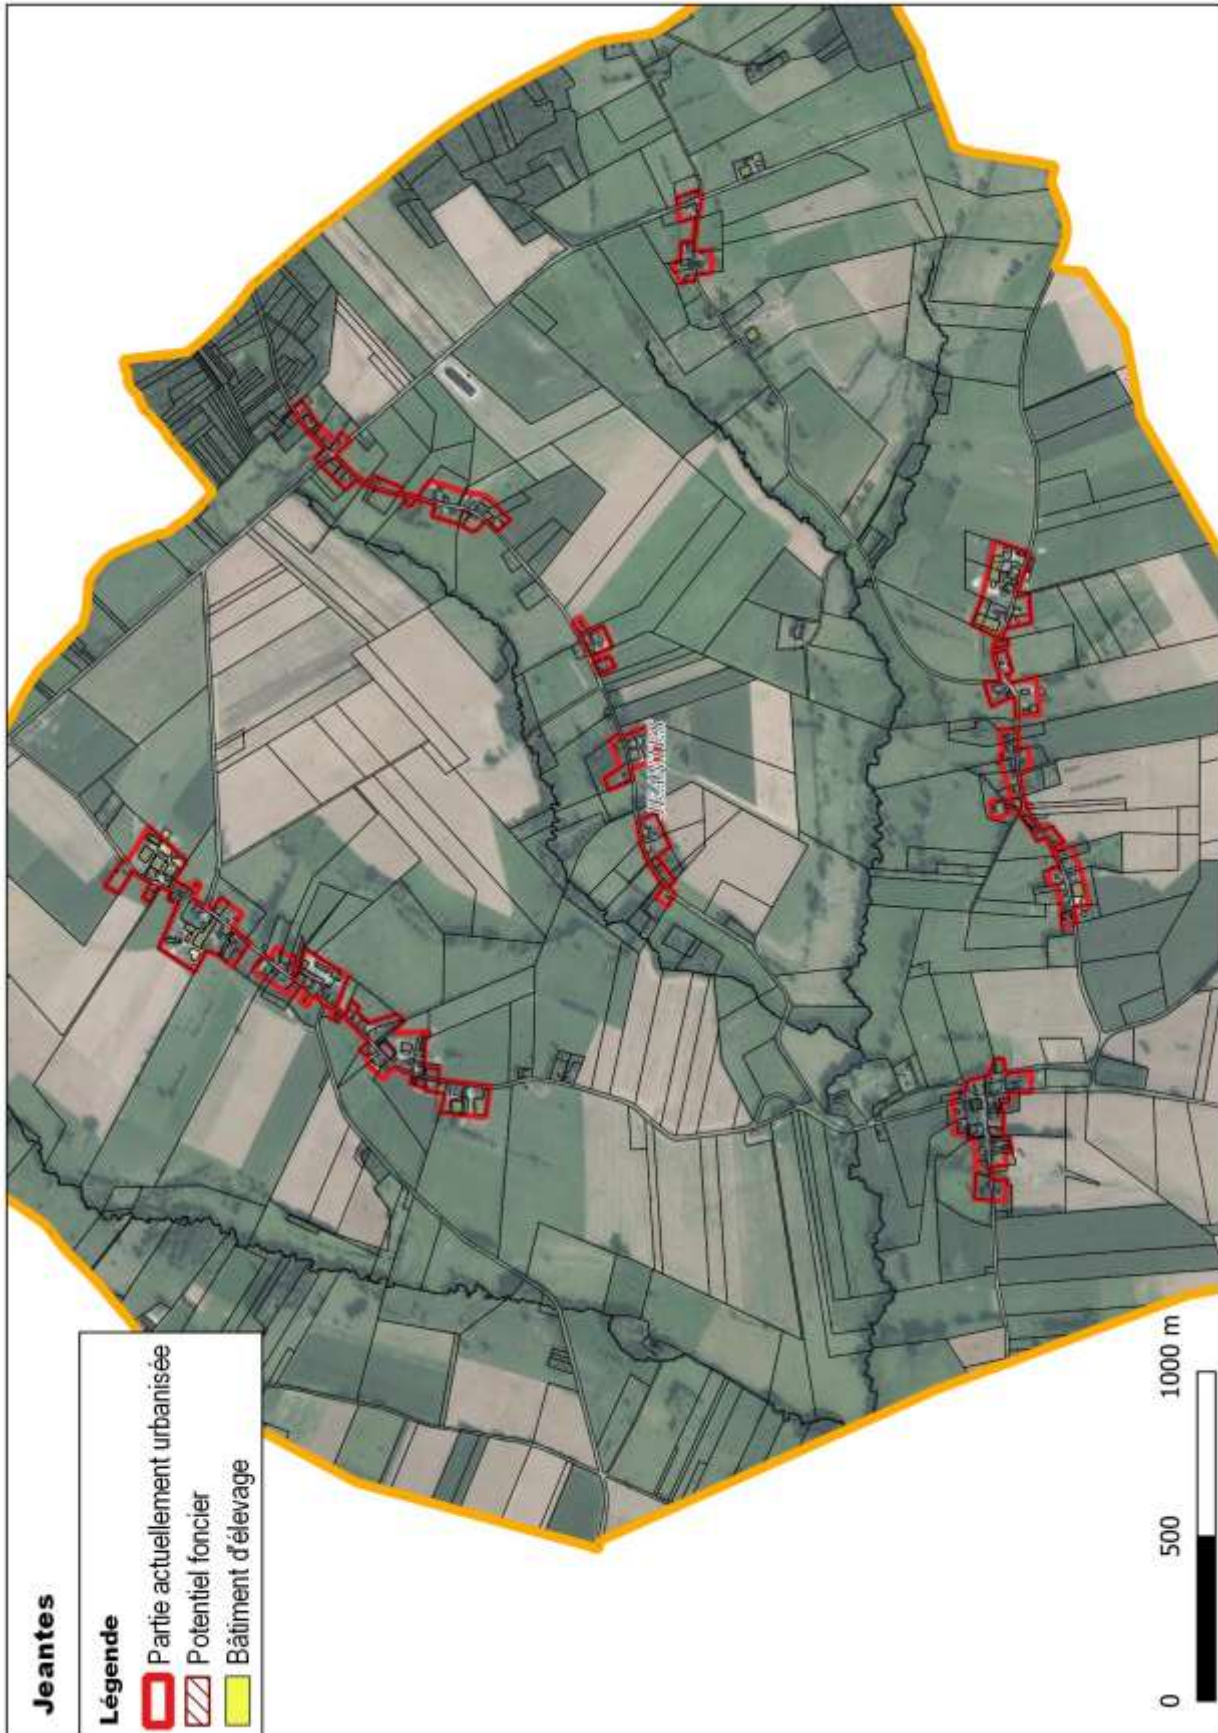 Jeantes
Légende
Partie actuellement urbanisée
Potentiel foncier
Bâtiment d'élevage
0 500 1000 m